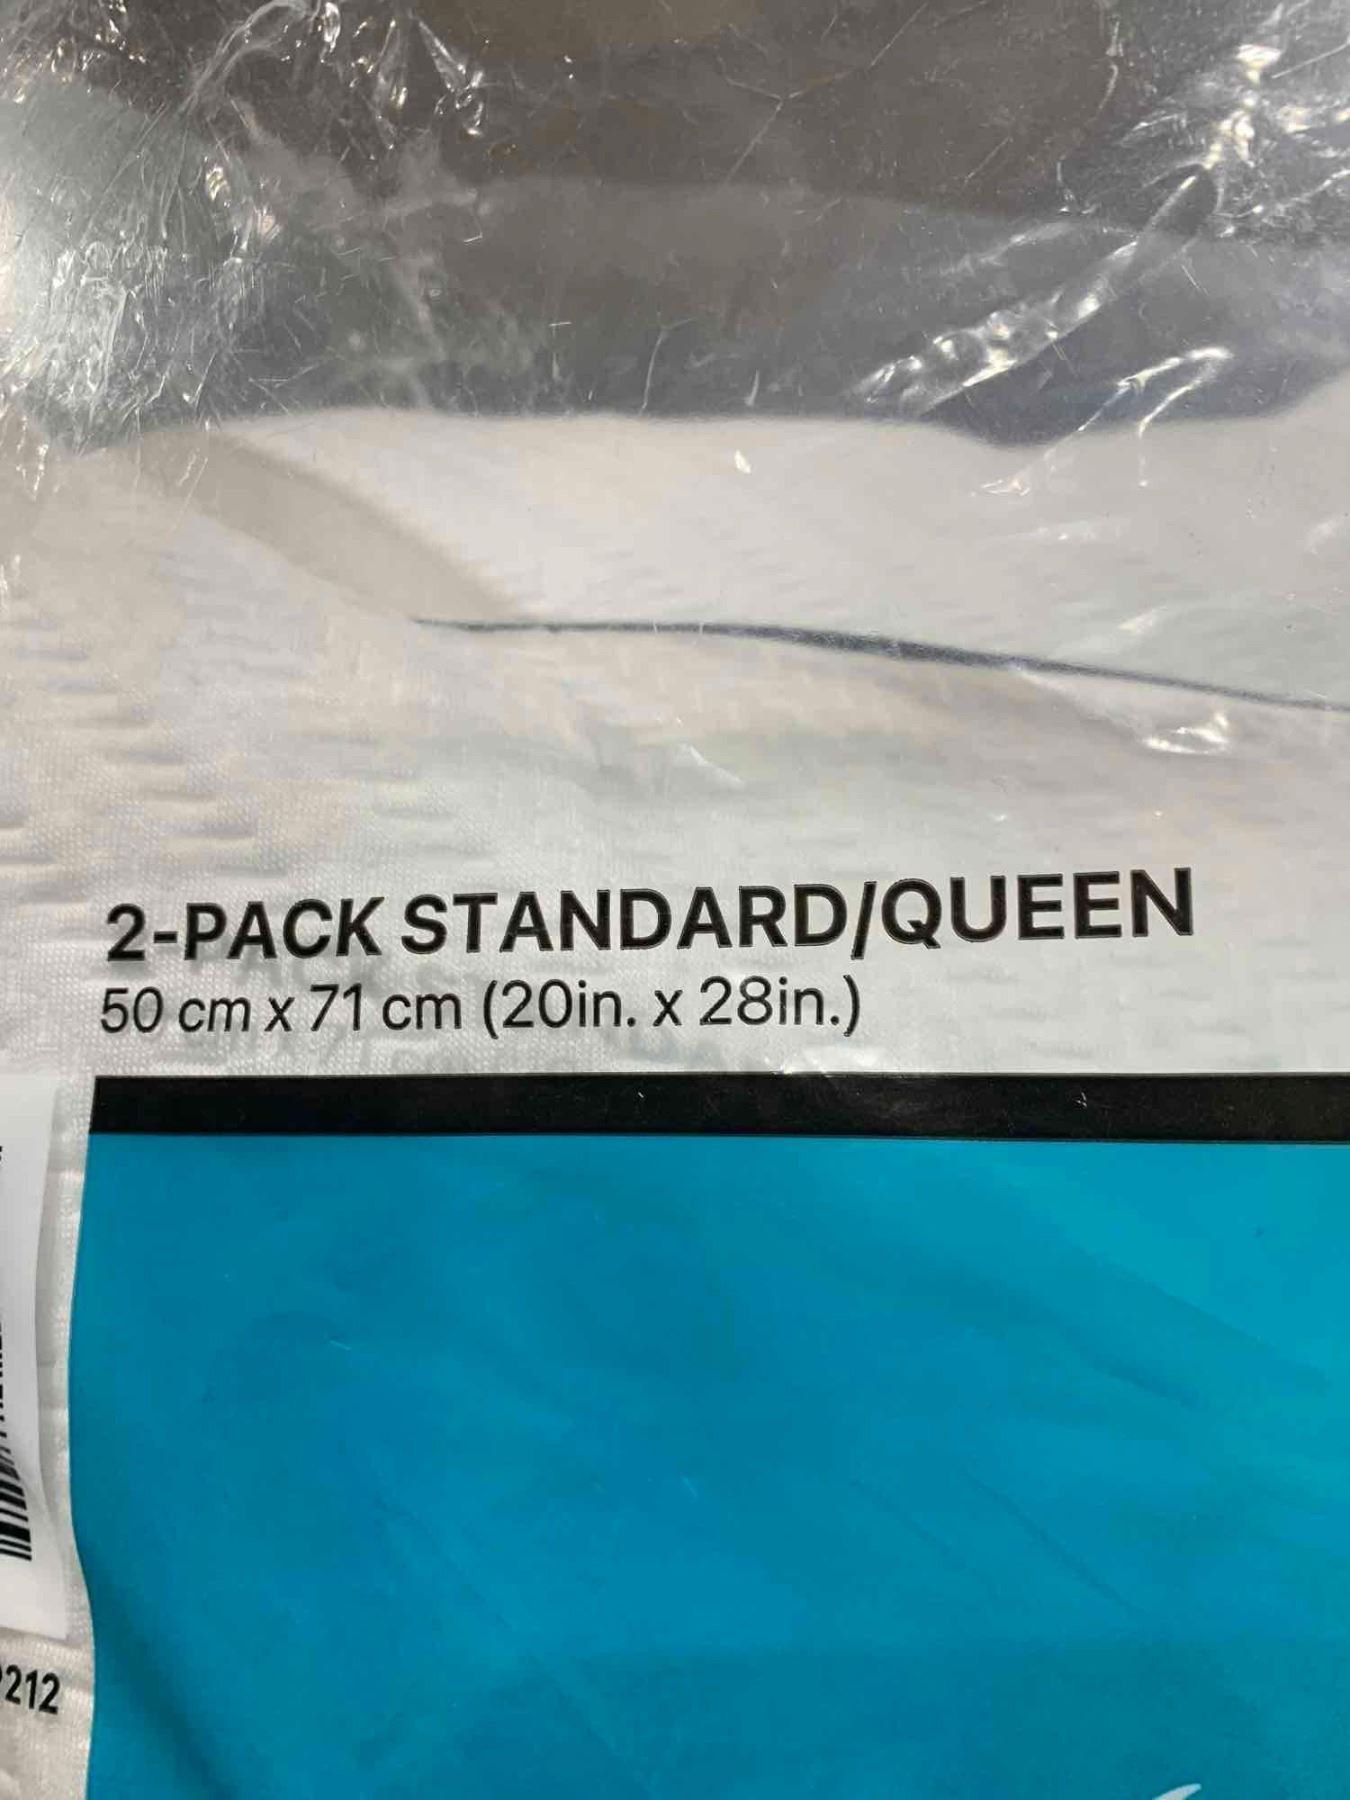 2-PACK STANDARD/QUEEN
50 cm x 71 cm (20in. x 28in.)
212